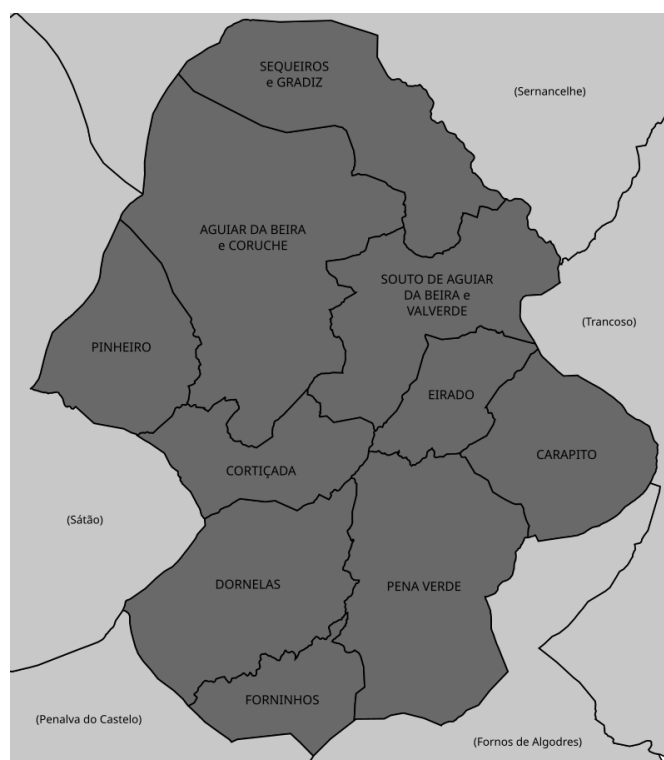 SEQUEIROS
e GRADIZ
(Sernancelhe)
AGUIAR DA BEIRA
e CORUCHE
SOUTO DE AGUIAR
DA BEIRA e
VALVERDE
(Trancoso)
PINHEIRO
EIRADO
CARAPITO
CORTIÇADA
(Sátão)
DORNELAS
PENA VERDE
FORNINHOS
(Penalva do Castelo)
(Fornos de Algodres)